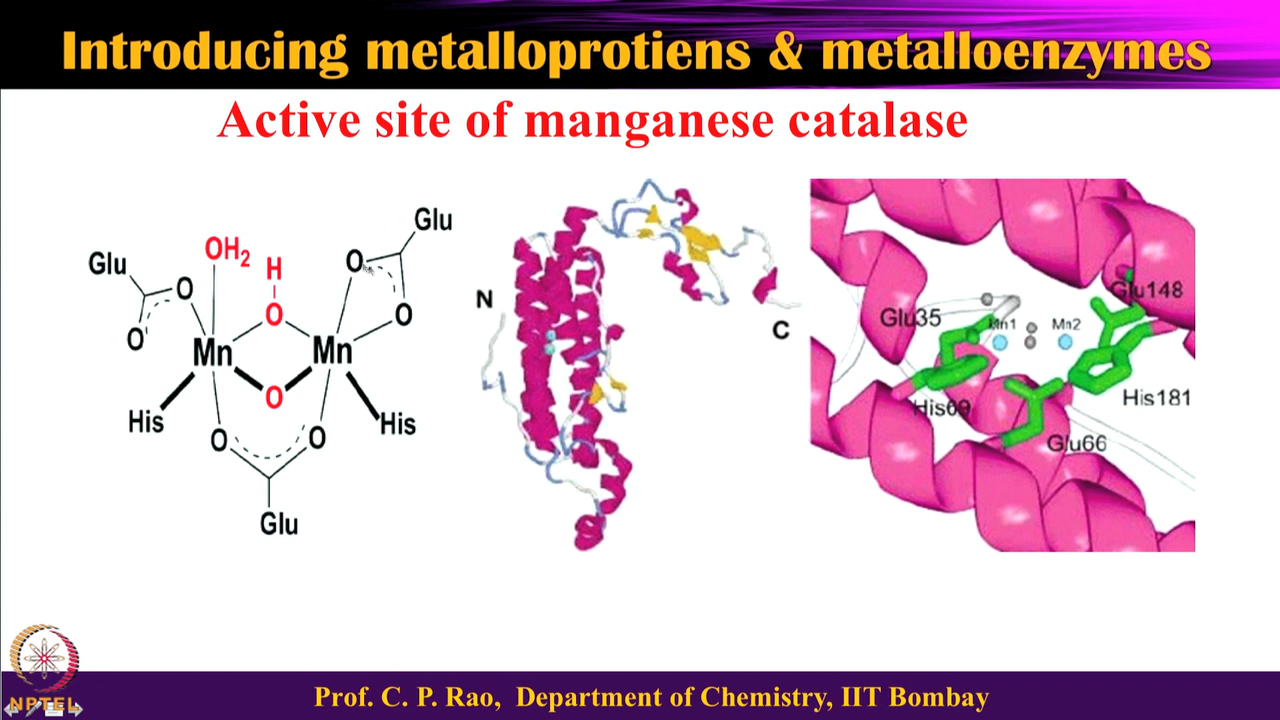 Introducing metalloprotiens & metalloenzymes
Active site of manganese catalase
Glu
Glu
OH2
H
O
O
O
O
O
Mn
Mn
O
His
His
O
O
Glu
N
C
Glu148
Glu35
Mn1
Mn2
His69
His181
Glu66
NPTEL
Prof. C. P. Rao, Department of Chemistry, IIT Bombay